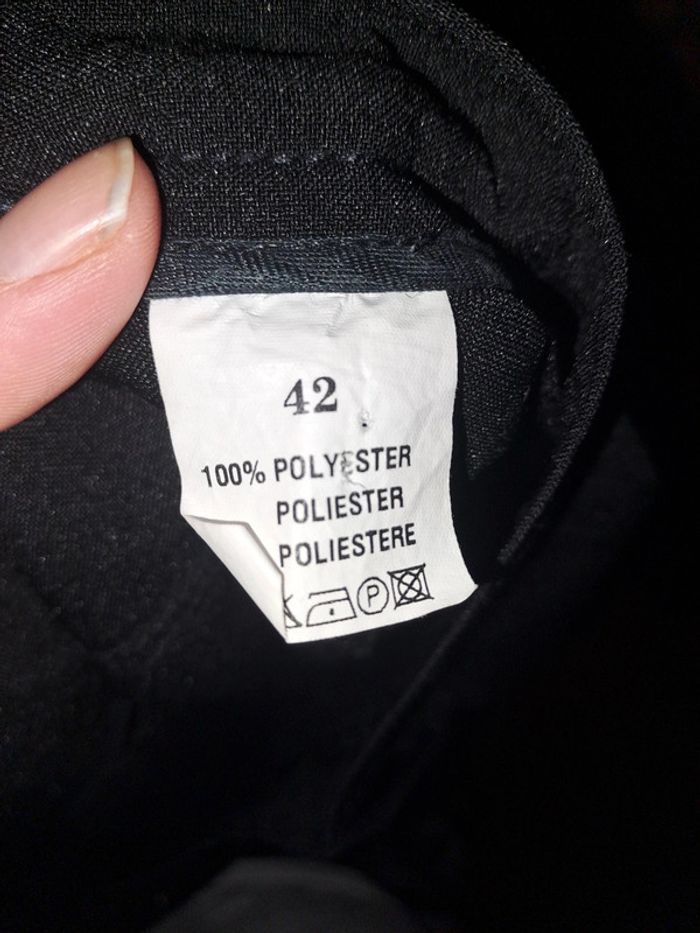 42
100% POLYESTER
POLIESTER
POLIESTERE
P